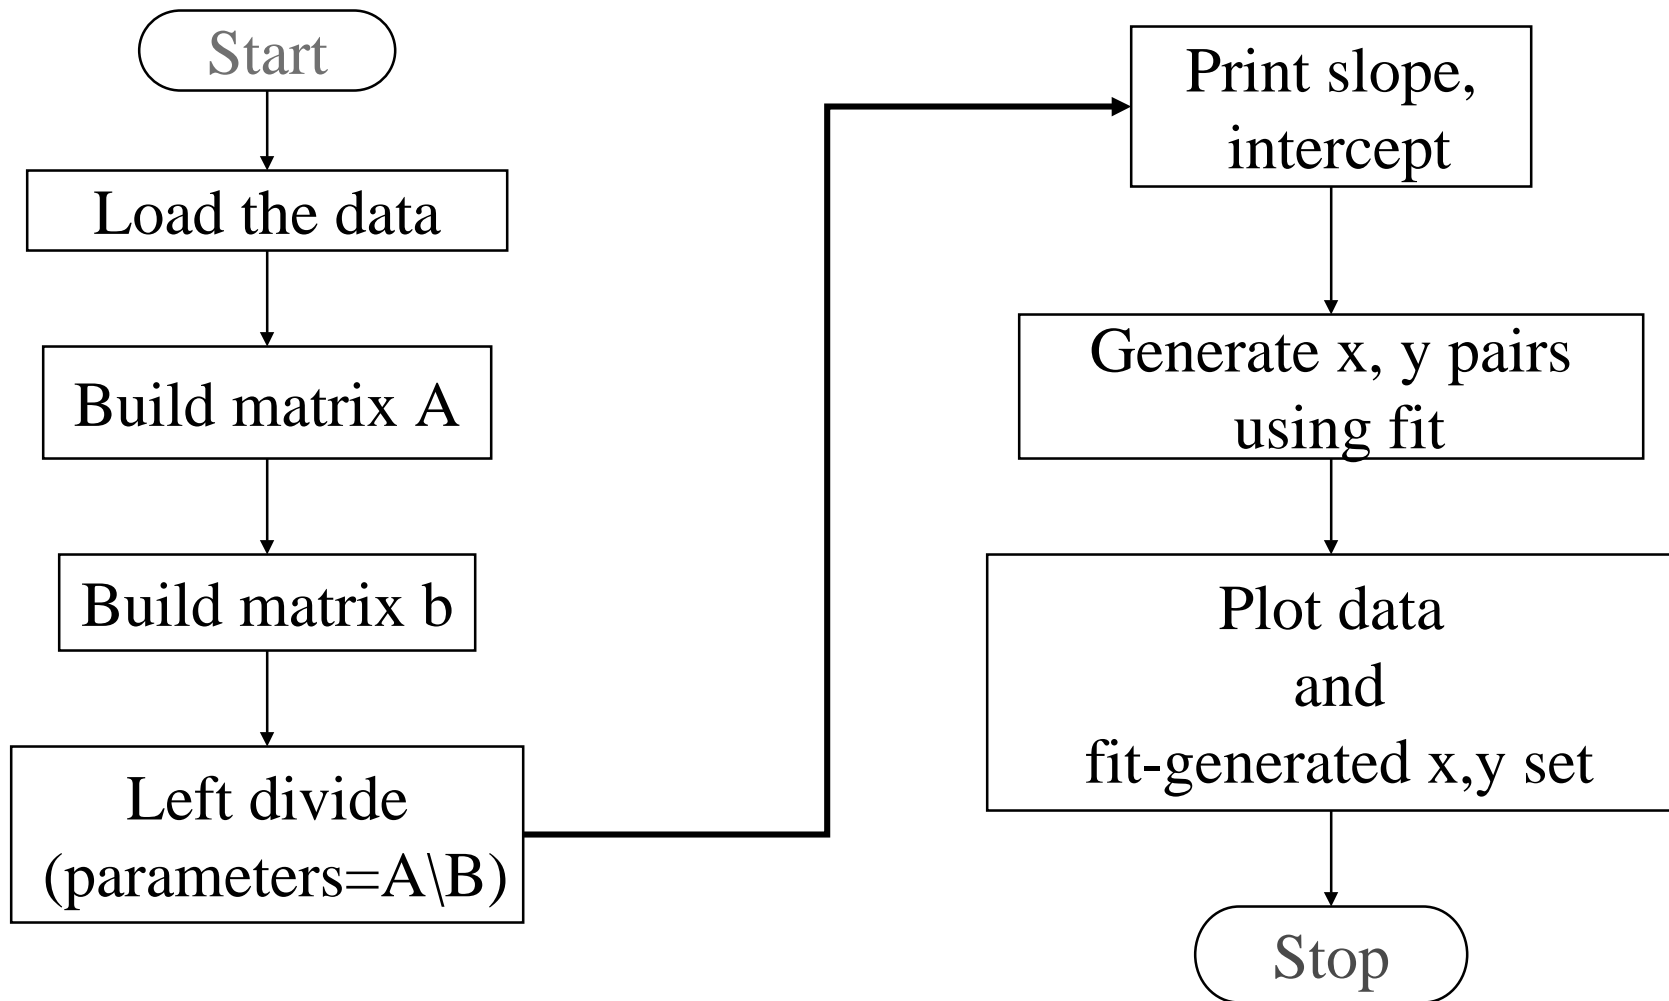 Start
Load the data
Build matrix A
Build matrix b
Left divide
(parameters=A\B)
Print slope,
intercept
Generate x, y pairs
using fit
Plot data
and
fit-generated x,y set
Stop